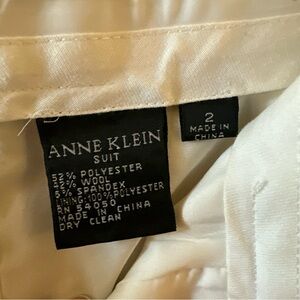 ANNE KLEIN
SUIT
52% POLYESTER
42% WOOL
6% SPANDEX
LINING:100% POLYESTER
RN 54050
MADE IN CHINA
DRY CLEAN
2
MADE IN
CHINA